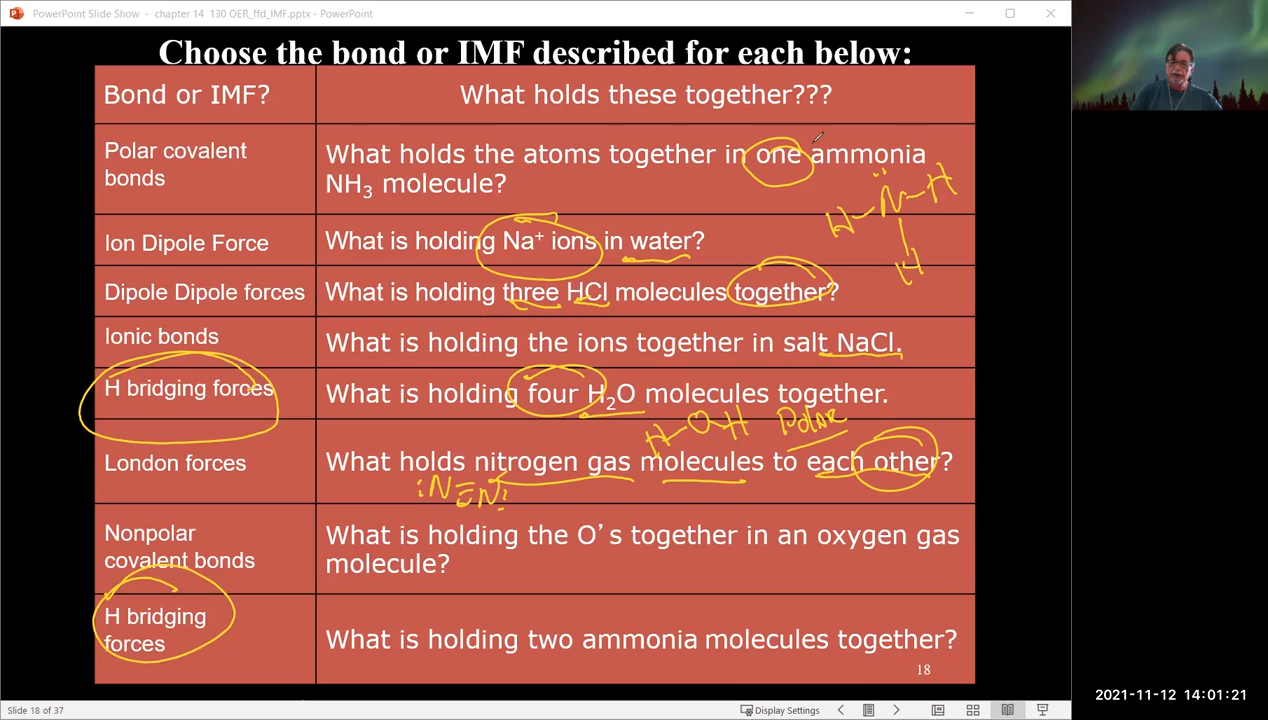 PowerPoint Slide Show - chapter 14 130 OER_ffd_IMF.pptx - PowerPoint
Choose the bond or IMF described for each below:
Bond or IMF?
What holds these together???
Polar covalent
bonds
What holds the atoms together in one ammonia
NH3 molecule?
H-N-H
H
Ion Dipole Force
What is holding Na+ ions in water?
Dipole Dipole forces
What is holding three HCl molecules together?
Ionic bonds
What is holding the ions together in salt NaCl.
H bridging forces
What is holding four H2O molecules together.
H-O-H POLAR
London forces
What holds nitrogen gas molecules to each other?
:N≡N:
Nonpolar
covalent bonds
What is holding the O’s together in an oxygen gas
molecule?
H bridging
forces
What is holding two ammonia molecules together?
18
Slide 18 of 37
Display Settings
2021-11-12 14:01:21